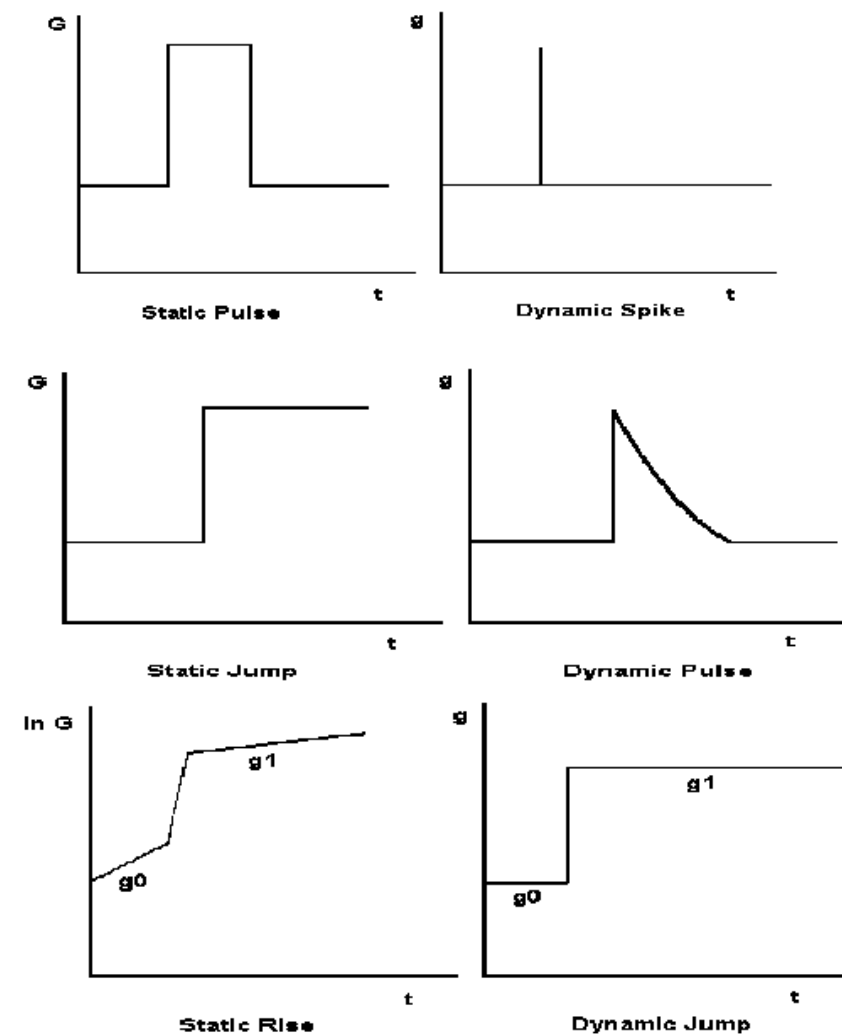 G
t
Static Pulse
g
t
Dynamic Spike
G
t
Static Jump
g
t
Dynamic Pulse
ln G
g0
g1
t
Static Rise
g
g0
g1
t
Dynamic Jump